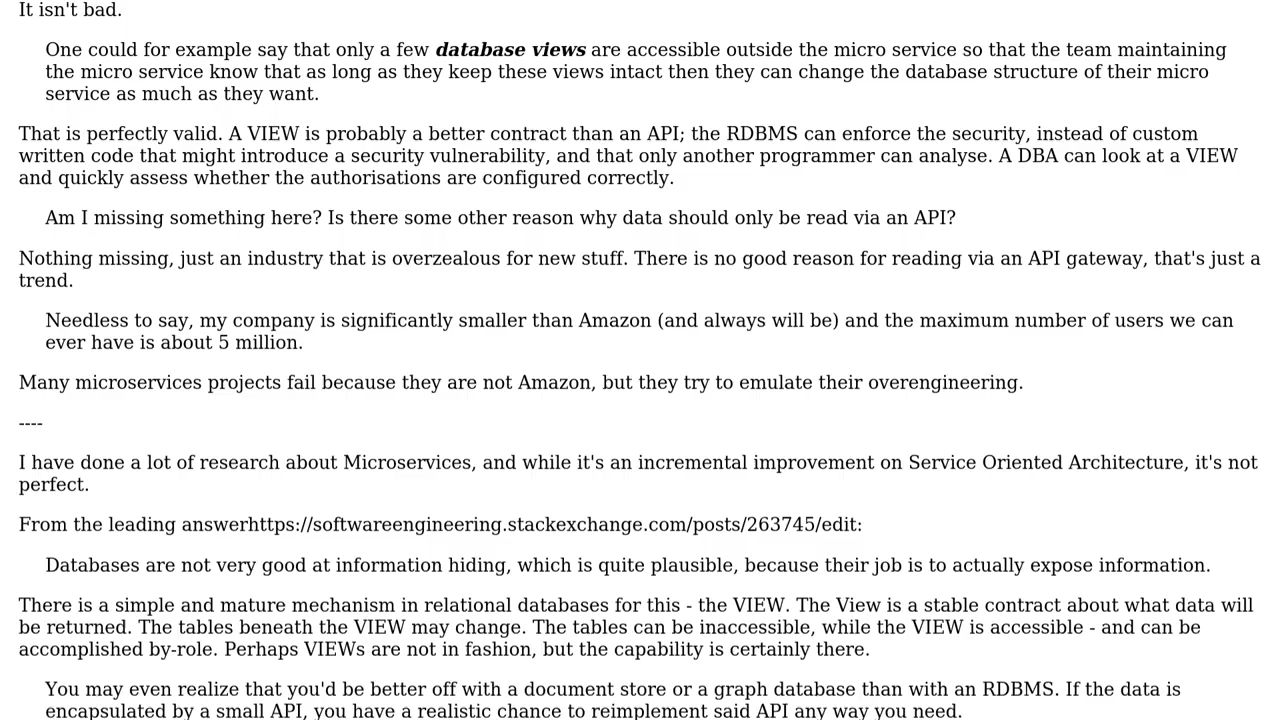 It isn't bad.
One could for example say that only a few database views are accessible outside the micro service so that the team maintaining
the micro service know that as long as they keep these views intact then they can change the database structure of their micro
service as much as they want.
That is perfectly valid. A VIEW is probably a better contract than an API; the RDBMS can enforce the security, instead of custom
written code that might introduce a security vulnerability, and that only another programmer can analyse. A DBA can look at a VIEW
and quickly assess whether the authorisations are configured correctly.
Am I missing something here? Is there some other reason why data should only be read via an API?
Nothing missing, just an industry that is overzealous for new stuff. There is no good reason for reading via an API gateway, that's just a
trend.
Needless to say, my company is significantly smaller than Amazon (and always will be) and the maximum number of users we can
ever have is about 5 million.
Many microservices projects fail because they are not Amazon, but they try to emulate their overengineering.
----
I have done a lot of research about Microservices, and while it's an incremental improvement on Service Oriented Architecture, it's not
perfect.
From the leading answerhttps://softwareengineering.stackexchange.com/posts/263745/edit:
Databases are not very good at information hiding, which is quite plausible, because their job is to actually expose information.
There is a simple and mature mechanism in relational databases for this - the VIEW. The View is a stable contract about what data will
be returned. The tables beneath the VIEW may change. The tables can be inaccessible, while the VIEW is accessible - and can be
accomplished by-role. Perhaps VIEWs are not in fashion, but the capability is certainly there.
You may even realize that you'd be better off with a document store or a graph database than with an RDBMS. If the data is
encapsulated by a small API, you have a realistic chance to reimplement said API any way you need.